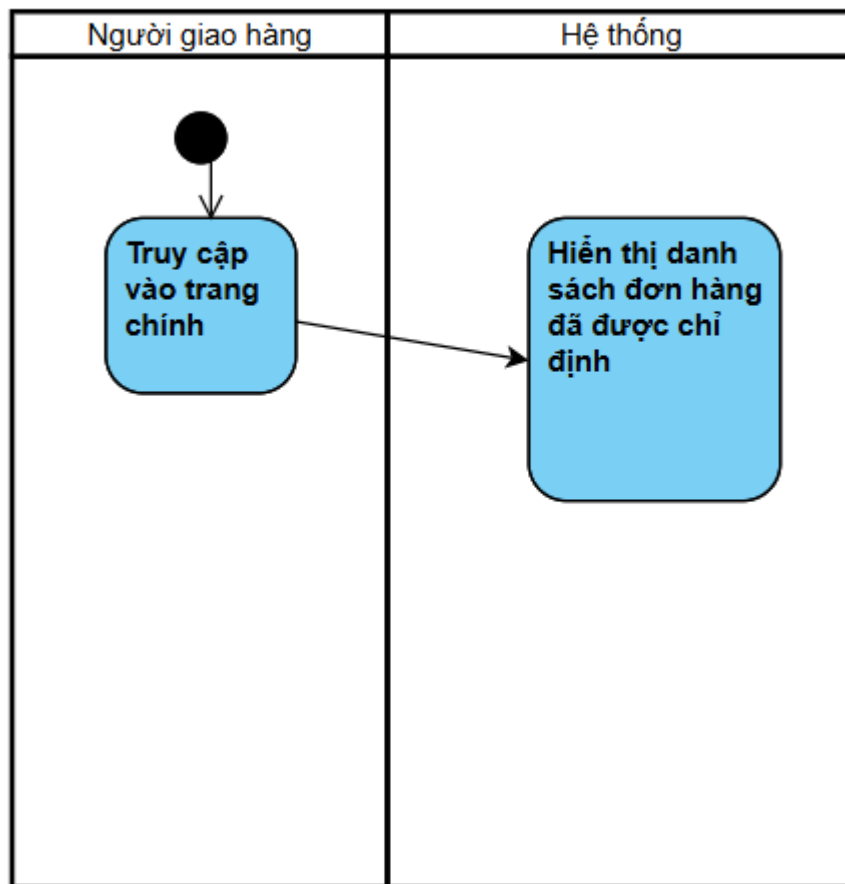 Người giao hàng
Hệ thống
Truy cập
vào trang
chính
Hiển thị danh
sách đơn hàng
đã được chỉ
định